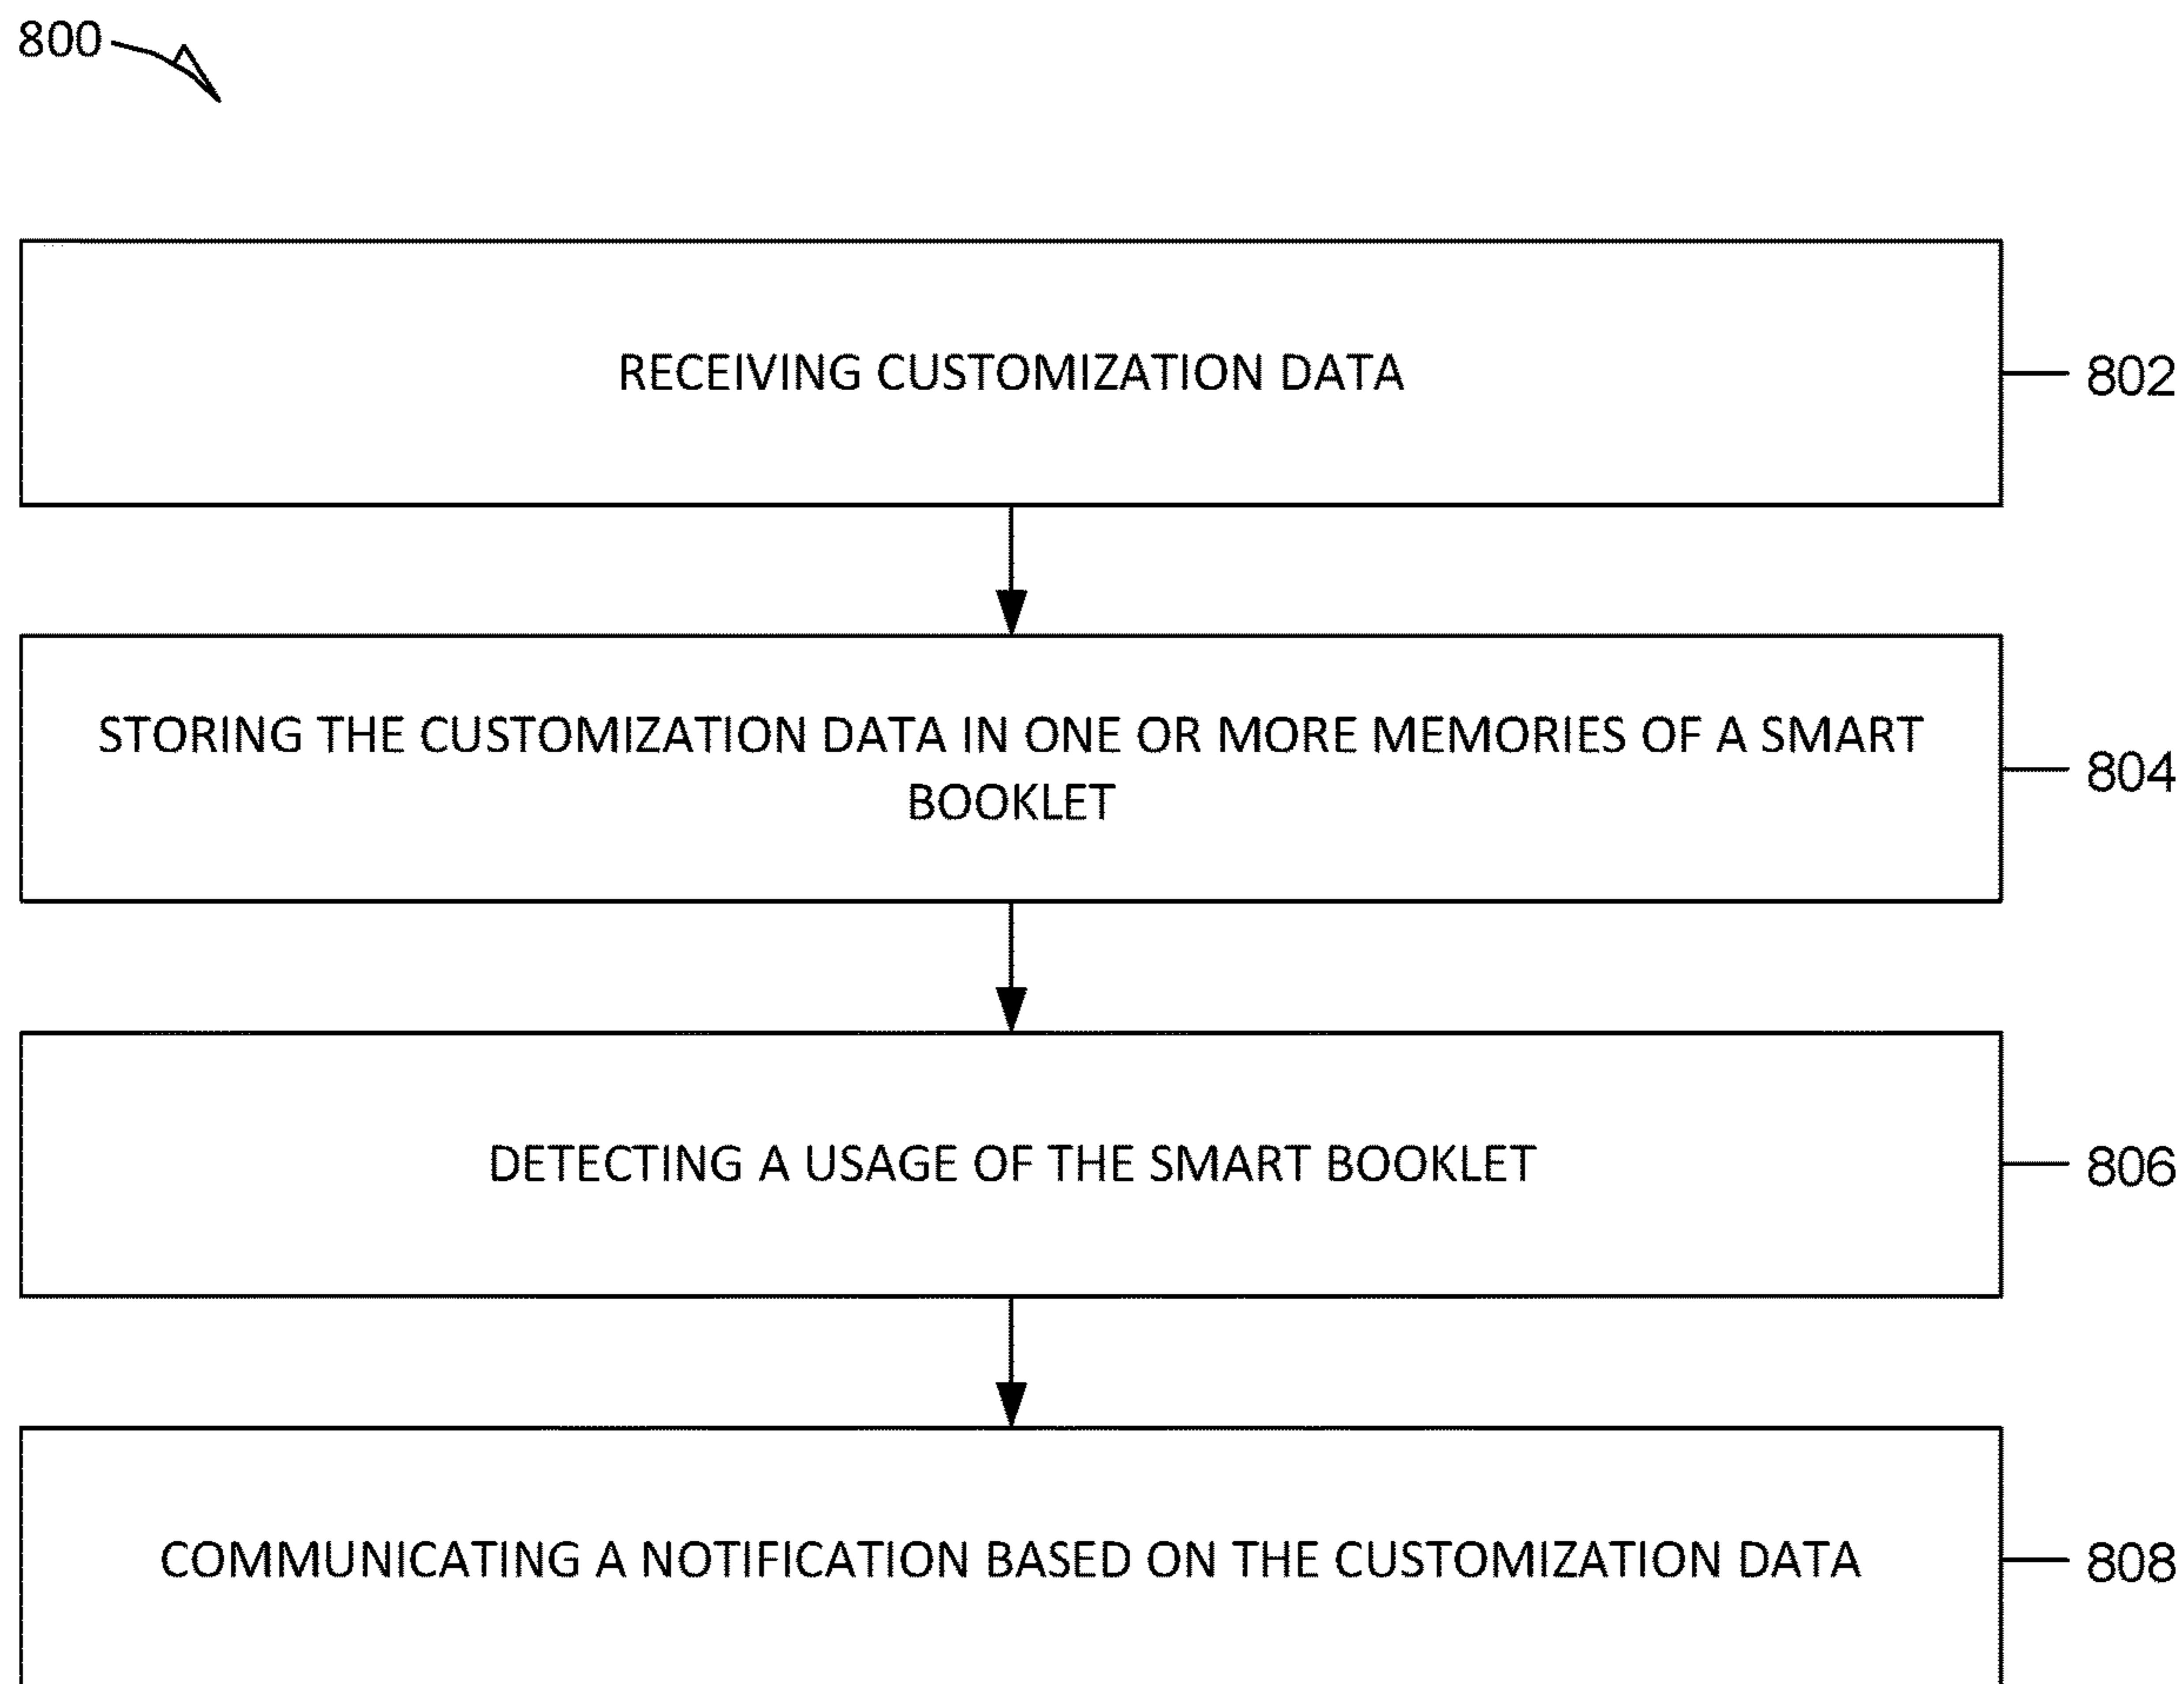 800
RECEIVING CUSTOMIZATION DATA
802
STORING THE CUSTOMIZATION DATA IN ONE OR MORE MEMORIES OF A SMART
BOOKLET
804
DETECTING A USAGE OF THE SMART BOOKLET
806
COMMUNICATING A NOTIFICATION BASED ON THE CUSTOMIZATION DATA
808